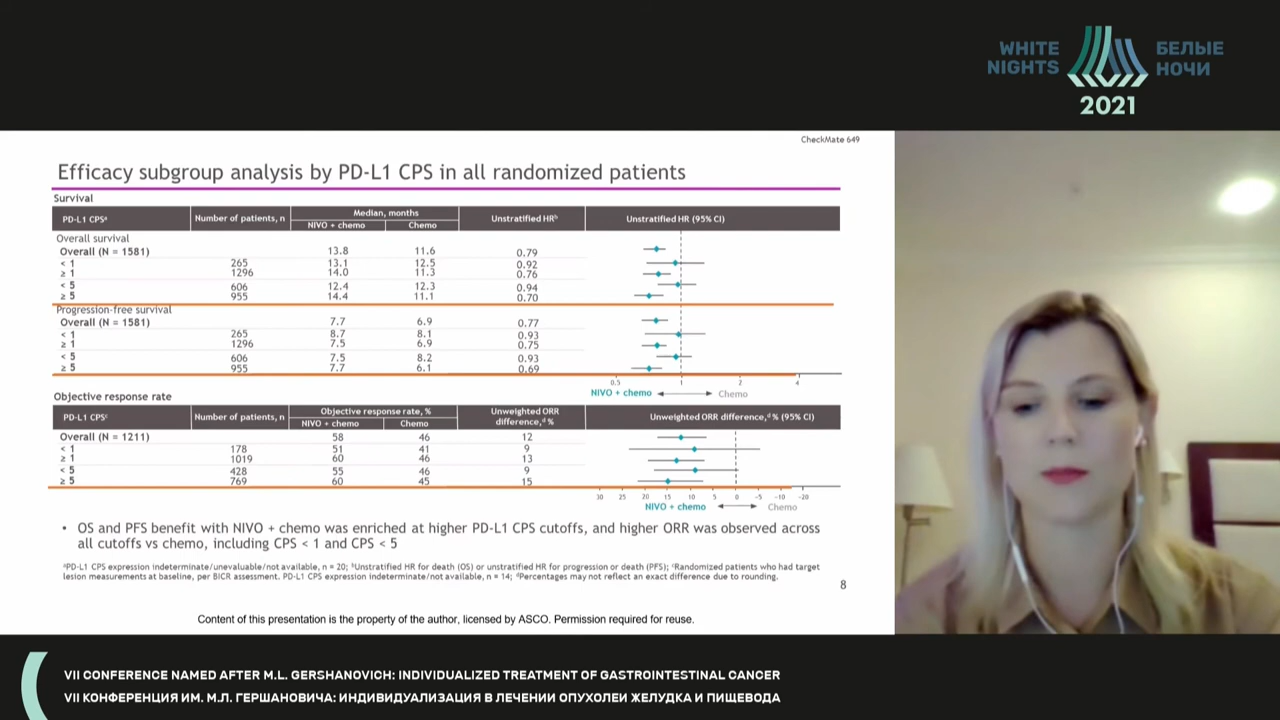 WHITE NIGHTS
БЕЛЫЕ НОЧИ
2021
CheckMate 649
Efficacy subgroup analysis by PD-L1 CPS in all randomized patients
Survival
PD-L1 CPSᵃ Number of patients, n Median, months Unstratified HRᵇ Unstratified HR (95% CI)
NIVO + chemo Chemo
Overall survival
Overall (N = 1581) 13.8 11.6 0.79
< 1 265 13.1 12.5 0.92
≥ 1 1296 14.0 11.3 0.76
< 5 606 12.4 12.3 0.94
≥ 5 955 14.4 11.1 0.70
Progression-free survival
Overall (N = 1581) 7.7 6.9 0.77
< 1 265 8.7 8.1 0.93
≥ 1 1296 7.5 6.9 0.75
< 5 606 7.5 8.2 0.93
≥ 5 955 7.7 6.1 0.69
0.5 1 2 4
NIVO + chemo Chemo
Objective response rate
PD-L1 CPSᶜ Number of patients, n Objective response rate, % Unweighted ORR difference,ᵈ % Unweighted ORR difference,ᵈ % (95% CI)
NIVO + chemo Chemo
Overall (N = 1211) 58 46 12
< 1 178 51 41 9
≥ 1 1019 60 46 13
< 5 428 55 46 9
≥ 5 769 60 45 15
30 25 20 15 10 5 0 -5 -10 -20
NIVO + chemo Chemo
• OS and PFS benefit with NIVO + chemo was enriched at higher PD-L1 CPS cutoffs, and higher ORR was observed across
all cutoffs vs chemo, including CPS < 1 and CPS < 5
ᵃPD-L1 CPS expression indeterminate/unevaluable/not available, n = 20; ᵇUnstratified HR for death (OS) or unstratified HR for progression or death (PFS); ᶜRandomized patients who had target
lesion measurements at baseline, per BICR assessment. PD-L1 CPS expression indeterminate/not available, n = 14; ᵈPercentages may not reflect an exact difference due to rounding.
8
Content of this presentation is the property of the author, licensed by ASCO. Permission required for reuse.
VII CONFERENCE NAMED AFTER M.L. GERSHANOVICH: INDIVIDUALIZED TREATMENT OF GASTROINTESTINAL CANCER
VII КОНФЕРЕНЦИЯ ИМ. М.Л. ГЕРШАНОВИЧА: ИНДИВИДУАЛИЗАЦИЯ В ЛЕЧЕНИИ ОПУХОЛЕЙ ЖЕЛУДКА И ПИЩЕВОДА